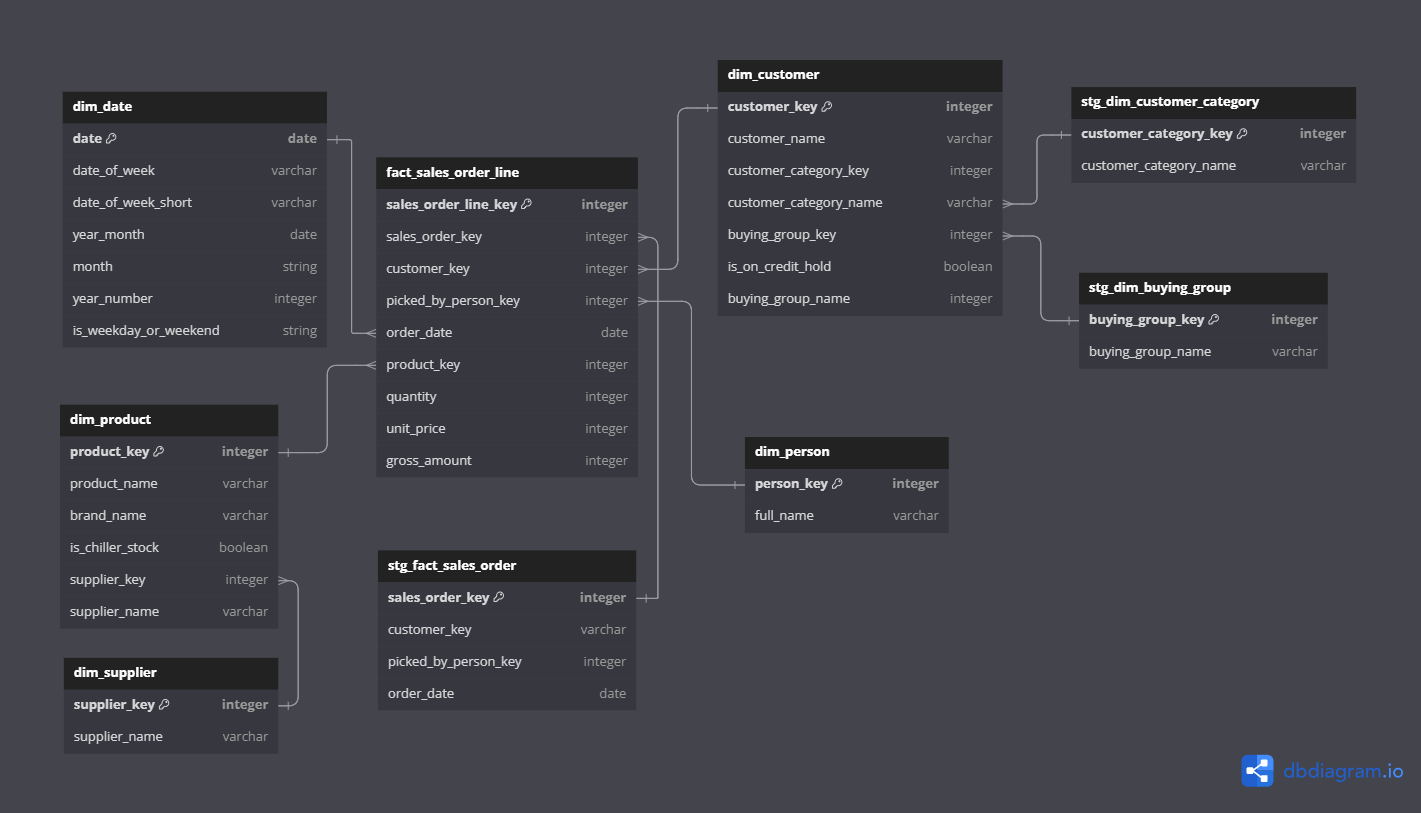 dim_date
date date
date_of_week varchar
date_of_week_short varchar
year_month date
month string
year_number integer
is_weekday_or_weekend string
dim_product
product_key integer
product_name varchar
brand_name varchar
is_chiller_stock boolean
supplier_key integer
supplier_name varchar
dim_supplier
supplier_key integer
supplier_name varchar
fact_sales_order_line
sales_order_line_key integer
sales_order_key integer
customer_key integer
picked_by_person_key integer
order_date date
product_key integer
quantity integer
unit_price integer
gross_amount integer
stg_fact_sales_order
sales_order_key integer
customer_key varchar
picked_by_person_key integer
order_date date
dim_customer
customer_key integer
customer_name varchar
customer_category_key integer
customer_category_name varchar
buying_group_key integer
is_on_credit_hold boolean
buying_group_name integer
dim_person
person_key integer
full_name varchar
stg_dim_customer_category
customer_category_key integer
customer_category_name varchar
stg_dim_buying_group
buying_group_key integer
buying_group_name varchar
dbdiagram.io